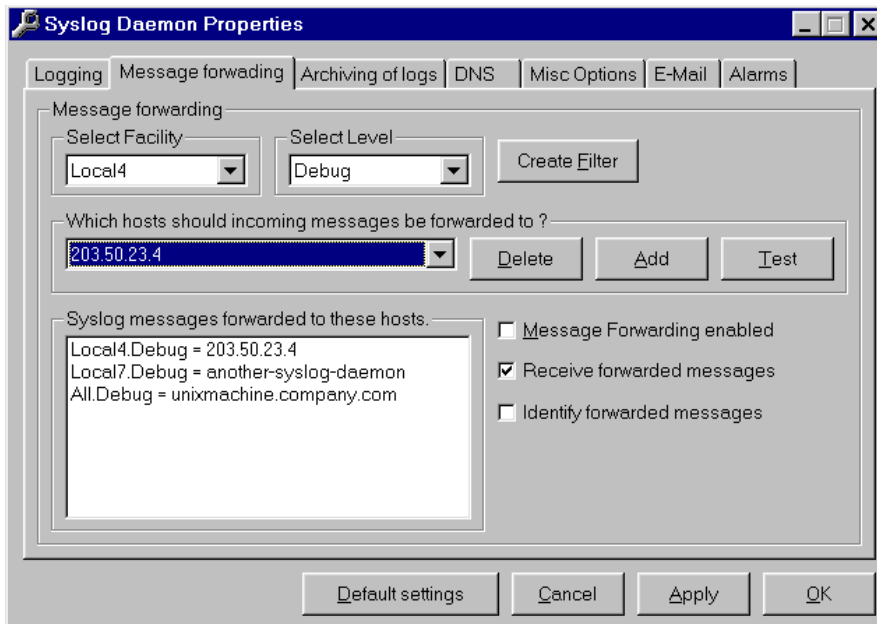 Syslog Daemon Properties
Logging Message forwading Archiving of logs DNS Misc Options E-Mail Alarms
Message forwarding
Select Facility Select Level
Local4 Debug Create Filter
Which hosts should incoming messages be forwarded to ?
203.50.23.4 Delete Add Test
Syslog messages forwarded to these hosts.
Local4.Debug = 203.50.23.4
Local7.Debug = another-syslog-daemon
All.Debug = unixmachine.company.com
Message Forwarding enabled
Receive forwarded messages
Identify forwarded messages
Default settings Cancel Apply OK